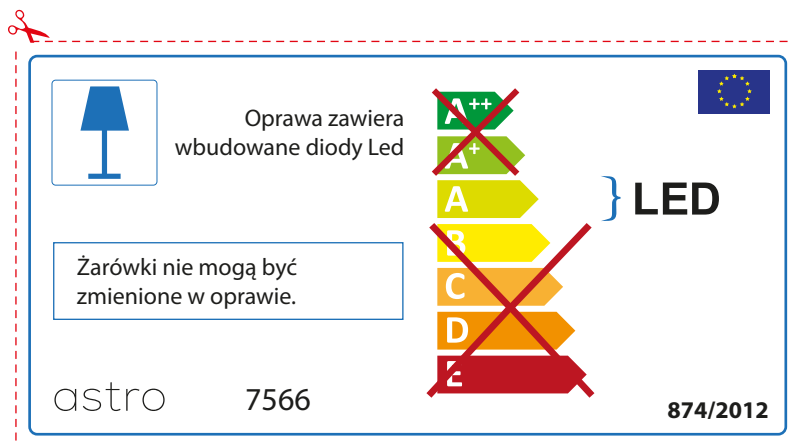 Oprawa zawiera
wbudowane diody Led
Żarówki nie mogą być
zmienione w oprawie.
A++
A+
A
B
C
D
E
LED
astro
7566
874/2012